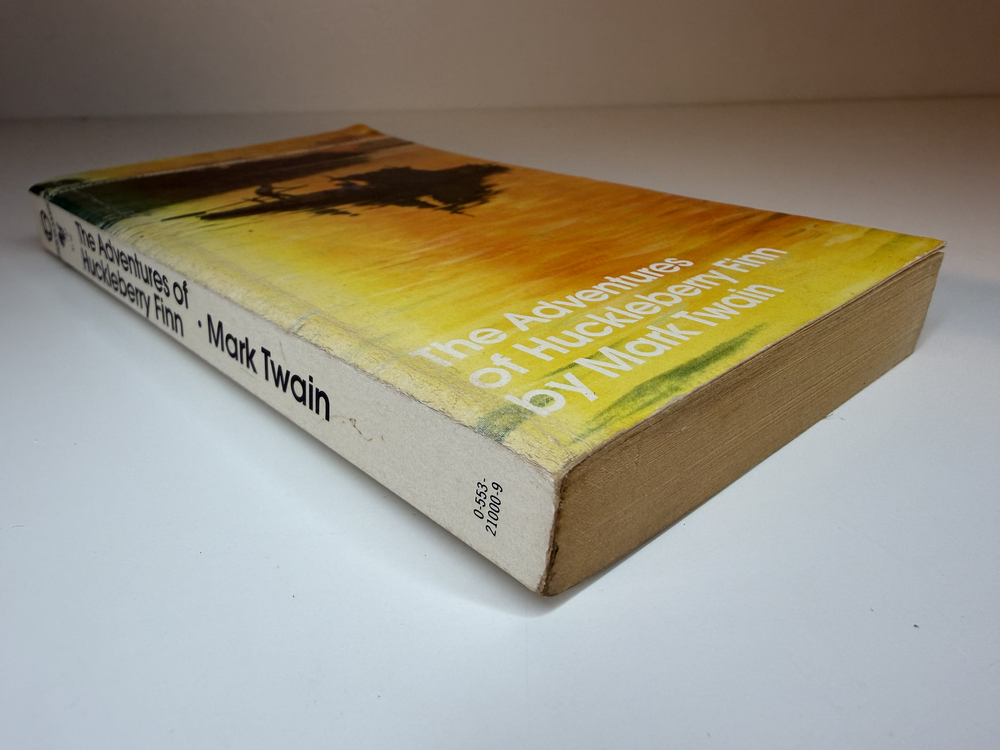 The Adventures
of Huckleberry Finn
by Mark Twain
The Adventures of
Huckleberry Finn
· Mark Twain
0-553-
21000-9